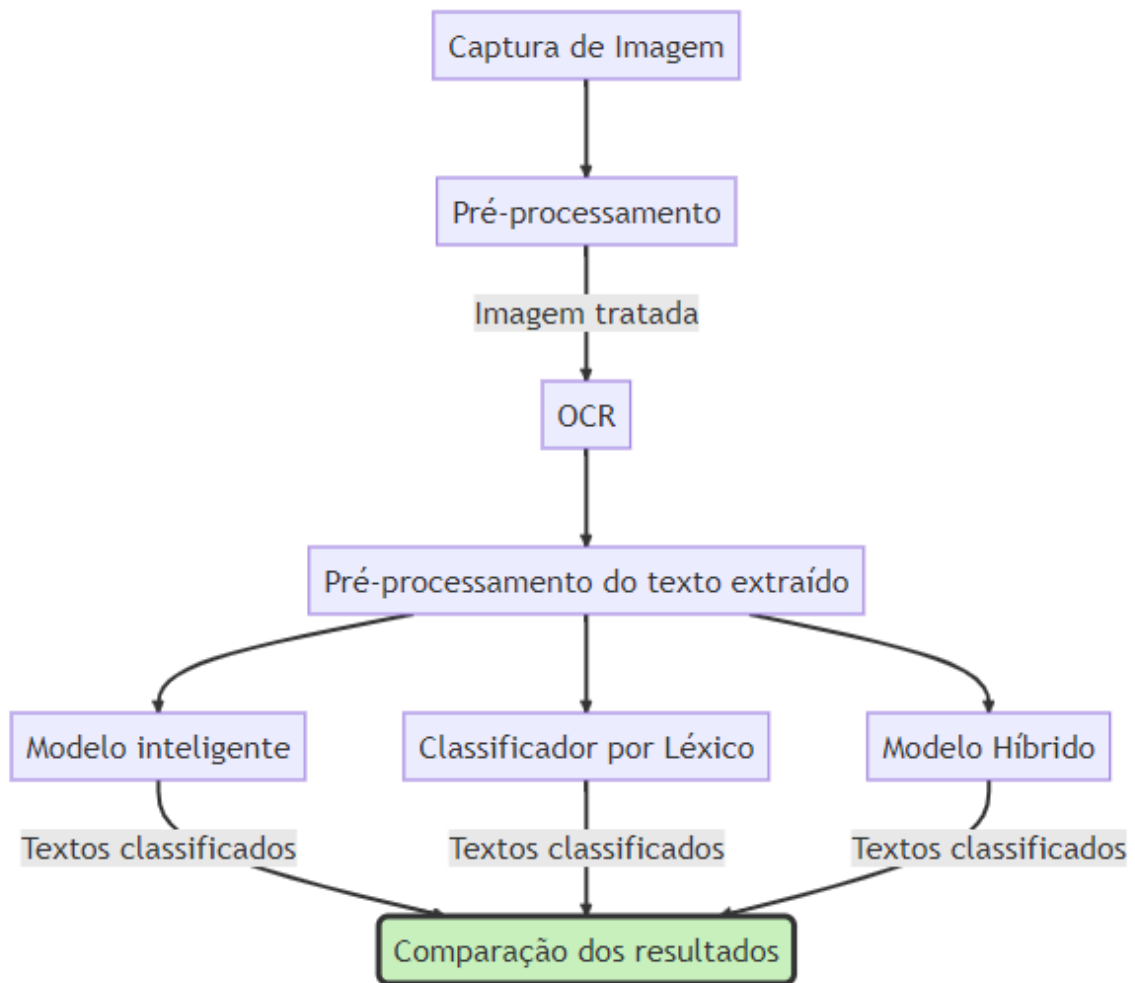 Captura de Imagem
Pré-processamento
Imagem tratada
OCR
Pré-processamento do texto extraído
Modelo inteligente
Classificador por Léxico
Modelo Híbrido
Textos classificados
Textos classificados
Textos classificados
Comparação dos resultados